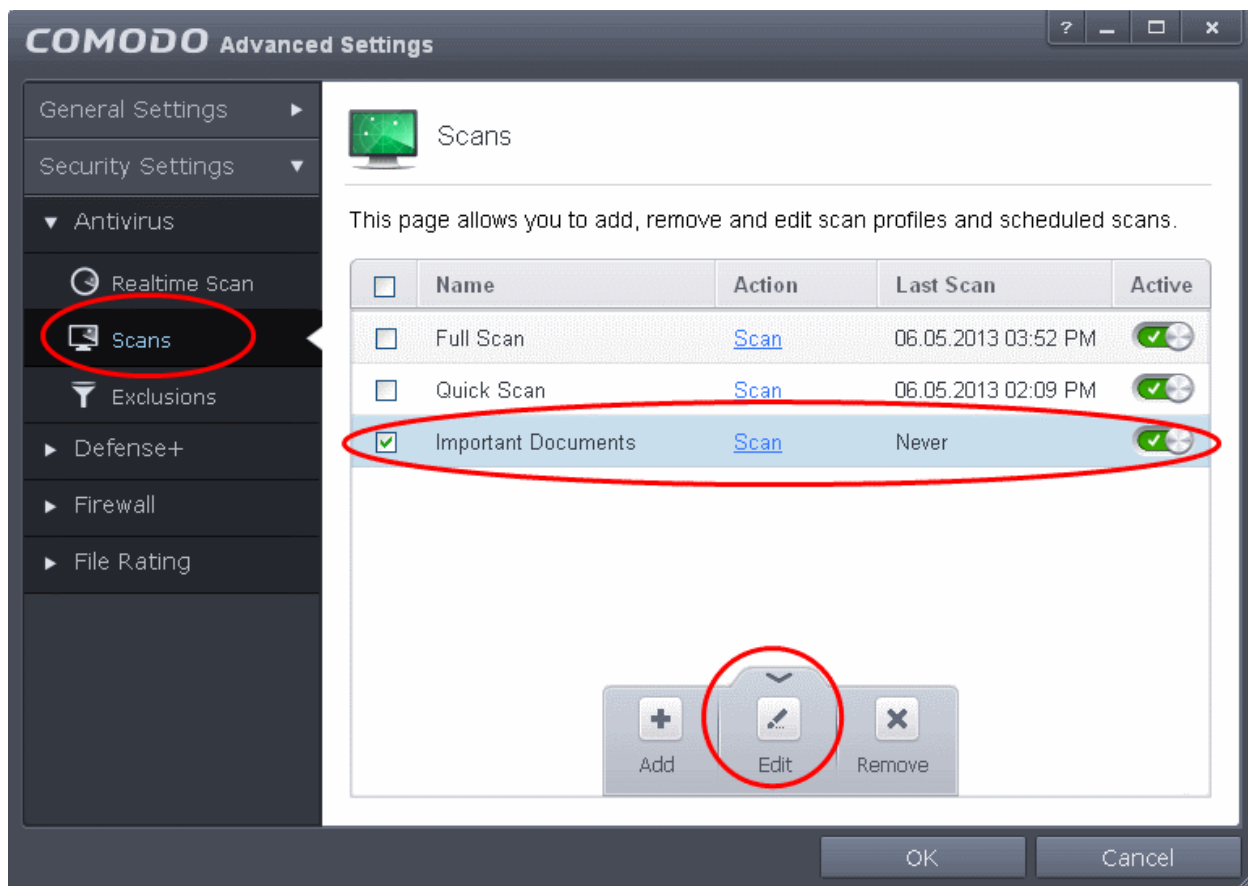 COMODO Advanced Settings
?
General Settings
Security Settings
Antivirus
Realtime Scan
Scans
Exclusions
Defense+
Firewall
File Rating
Scans
This page allows you to add, remove and edit scan profiles and scheduled scans.
Name Action Last Scan Active
Full Scan Scan 06.05.2013 03:52 PM
Quick Scan Scan 06.05.2013 02:09 PM
Important Documents Scan Never
Add Edit Remove
OK Cancel